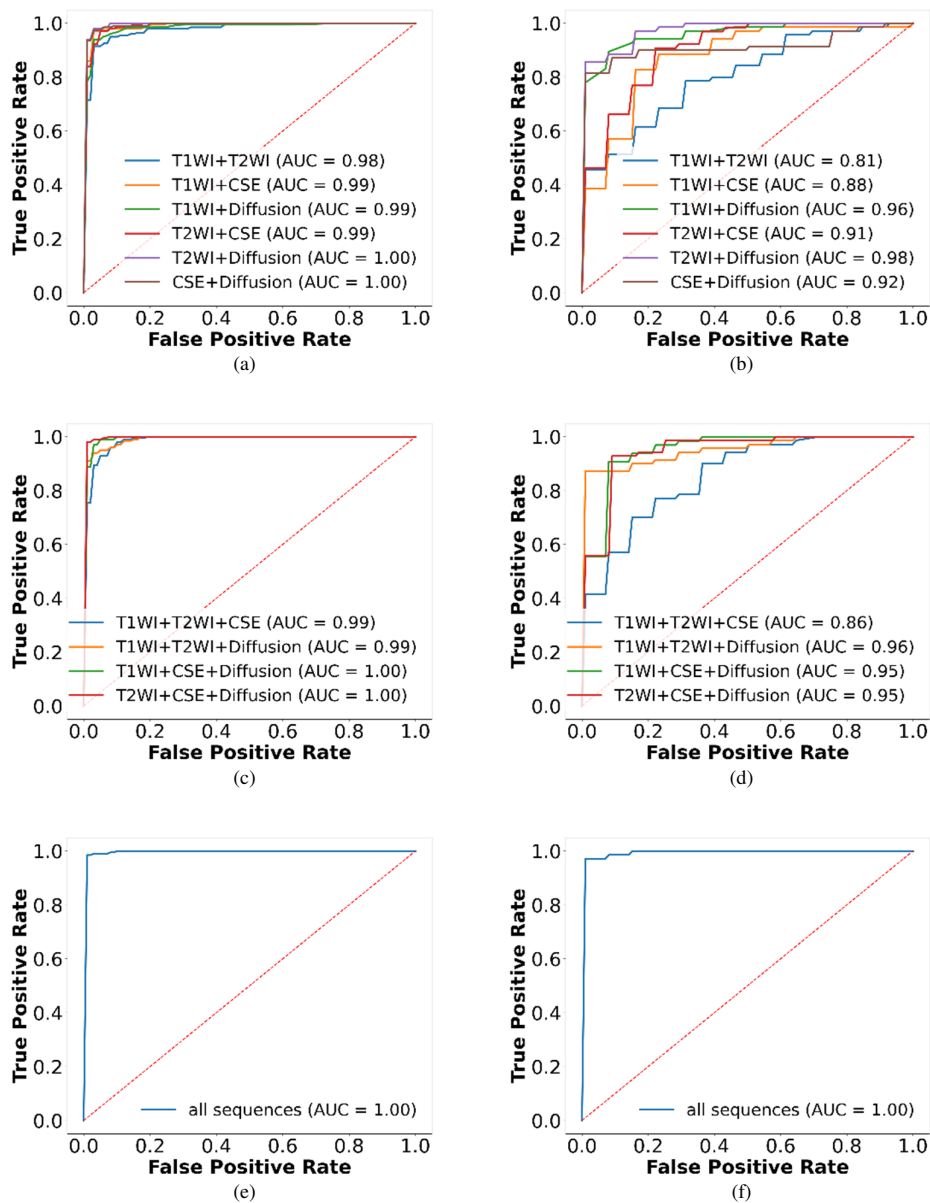 1.0
0.8
0.6
0.4
0.2
0.0
True Positive Rate
T1WI+T2WI (AUC = 0.98)
T1WI+CSE (AUC = 0.99)
T1WI+Diffusion (AUC = 0.99)
T2WI+CSE (AUC = 0.99)
T2WI+Diffusion (AUC = 1.00)
CSE+Diffusion (AUC = 1.00)
0.0 0.2 0.4 0.6 0.8 1.0
False Positive Rate
(a)
1.0
0.8
0.6
0.4
0.2
0.0
True Positive Rate
T1WI+T2WI (AUC = 0.81)
T1WI+CSE (AUC = 0.88)
T1WI+Diffusion (AUC = 0.96)
T2WI+CSE (AUC = 0.91)
T2WI+Diffusion (AUC = 0.98)
CSE+Diffusion (AUC = 0.92)
0.0 0.2 0.4 0.6 0.8 1.0
False Positive Rate
(b)
1.0
0.8
0.6
0.4
0.2
0.0
True Positive Rate
T1WI+T2WI+CSE (AUC = 0.99)
T1WI+T2WI+Diffusion (AUC = 0.99)
T1WI+CSE+Diffusion (AUC = 1.00)
T2WI+CSE+Diffusion (AUC = 1.00)
0.0 0.2 0.4 0.6 0.8 1.0
False Positive Rate
(c)
1.0
0.8
0.6
0.4
0.2
0.0
True Positive Rate
T1WI+T2WI+CSE (AUC = 0.86)
T1WI+T2WI+Diffusion (AUC = 0.96)
T1WI+CSE+Diffusion (AUC = 0.95)
T2WI+CSE+Diffusion (AUC = 0.95)
0.0 0.2 0.4 0.6 0.8 1.0
False Positive Rate
(d)
1.0
0.8
0.6
0.4
0.2
0.0
True Positive Rate
all sequences (AUC = 1.00)
0.0 0.2 0.4 0.6 0.8 1.0
False Positive Rate
(e)
1.0
0.8
0.6
0.4
0.2
0.0
True Positive Rate
all sequences (AUC = 1.00)
0.0 0.2 0.4 0.6 0.8 1.0
False Positive Rate
(f)